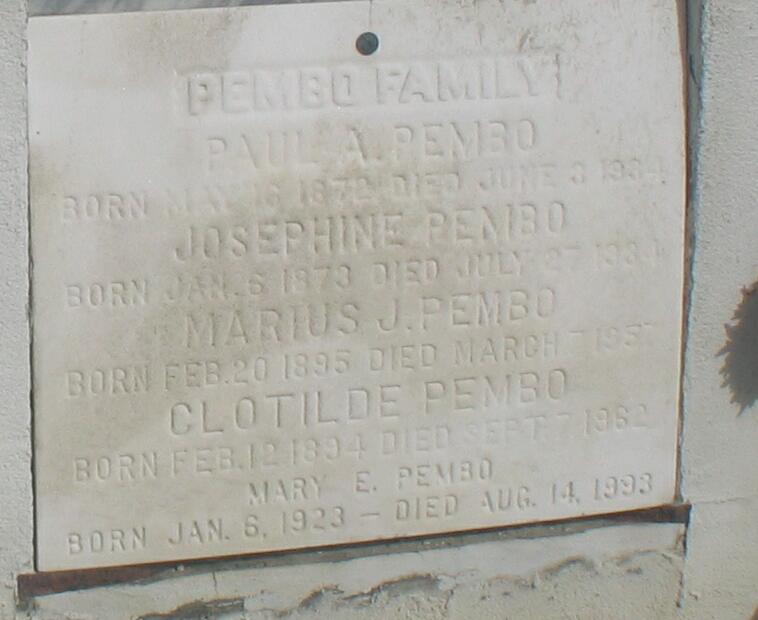 PEMBO FAMILY
PAUL A. PEMBO
BORN MAY 16 1872 DIED JUNE 3 1934
JOSEPHINE PEMBO
BORN JAN. 6 1873 DIED JULY 27 1934
MARIUS J. PEMBO
BORN FEB. 20 1895 DIED MARCH 7 1957
CLOTILDE PEMBO
BORN FEB. 12 1894 DIED SEPT. 7, 1962
MARY E. PEMBO
BORN JAN. 6, 1923 — DIED AUG. 14, 1993